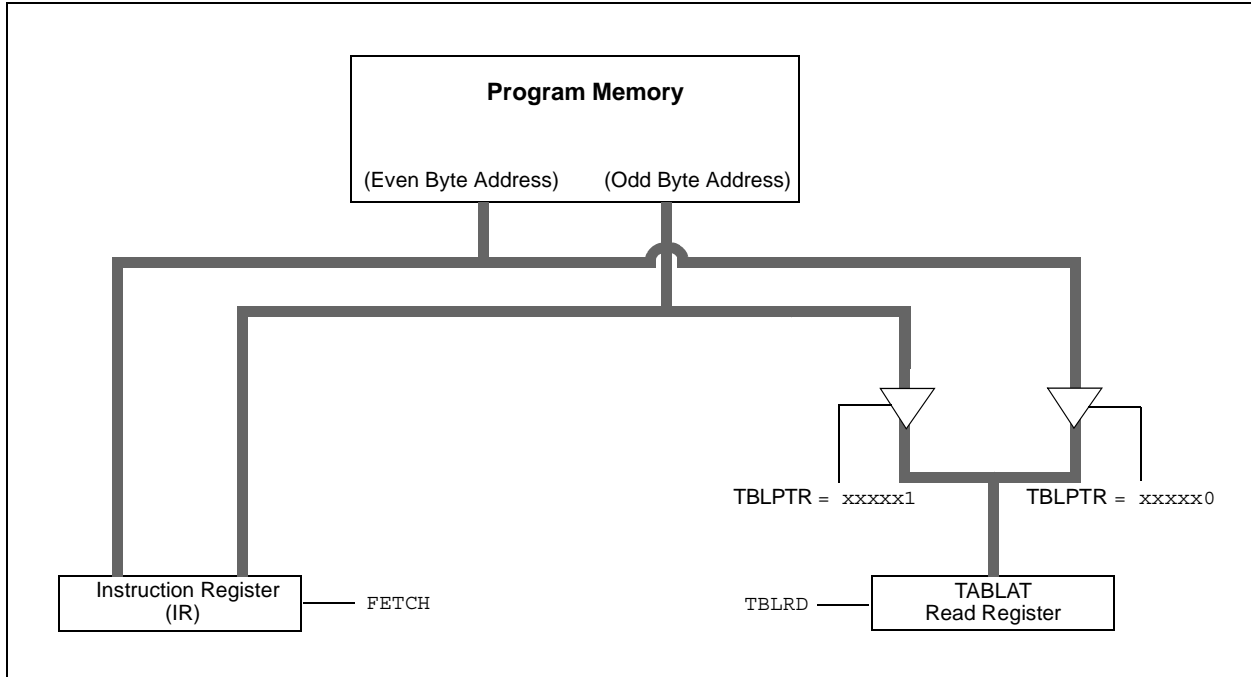 Program Memory
(Even Byte Address)
(Odd Byte Address)
TBLPTR = xxxxx1
TBLPTR = xxxxx0
Instruction Register
(IR)
FETCH
TBLRD
TABLAT
Read Register